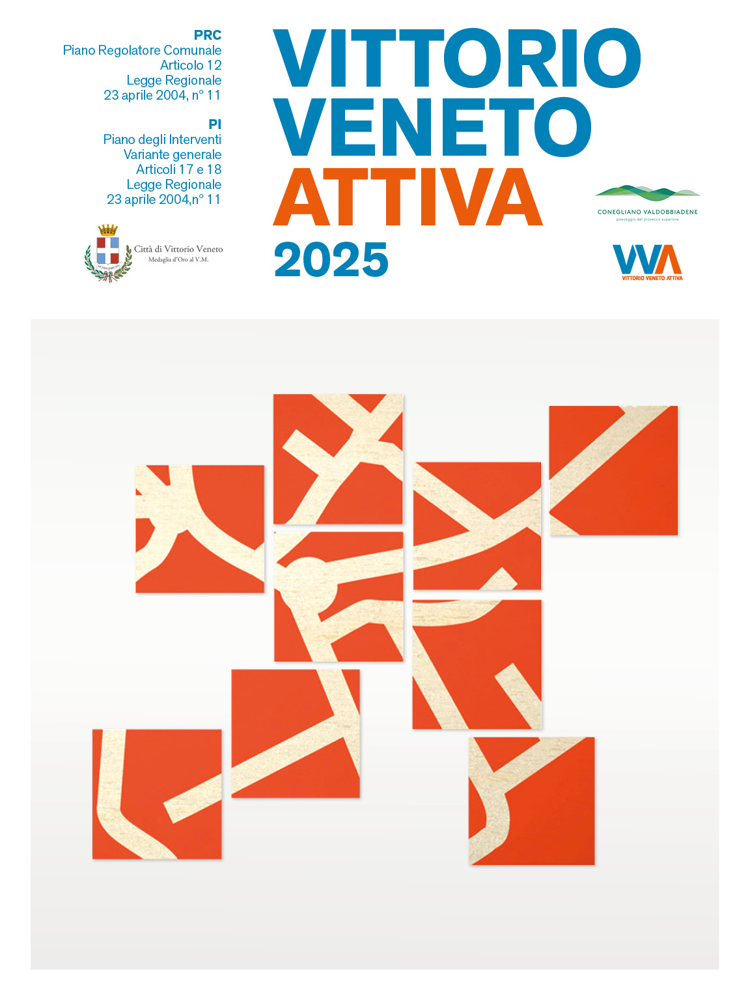 PRC
Piano Regolatore Comunale
Articolo 12
Legge Regionale
23 aprile 2004, n° 11
PI
Piano degli Interventi
Variante generale
Articoli 17 e 18
Legge Regionale
23 aprile 2004,n° 11
Città di Vittorio Veneto
Medaglia d'Oro al V.M.
VITTORIO
VENETO
ATTIVA
2025
CONEGLIANO VALDOBBIADENE
paesaggio del prosecco superiore
VVA
VITTORIO VENETO ATTIVA